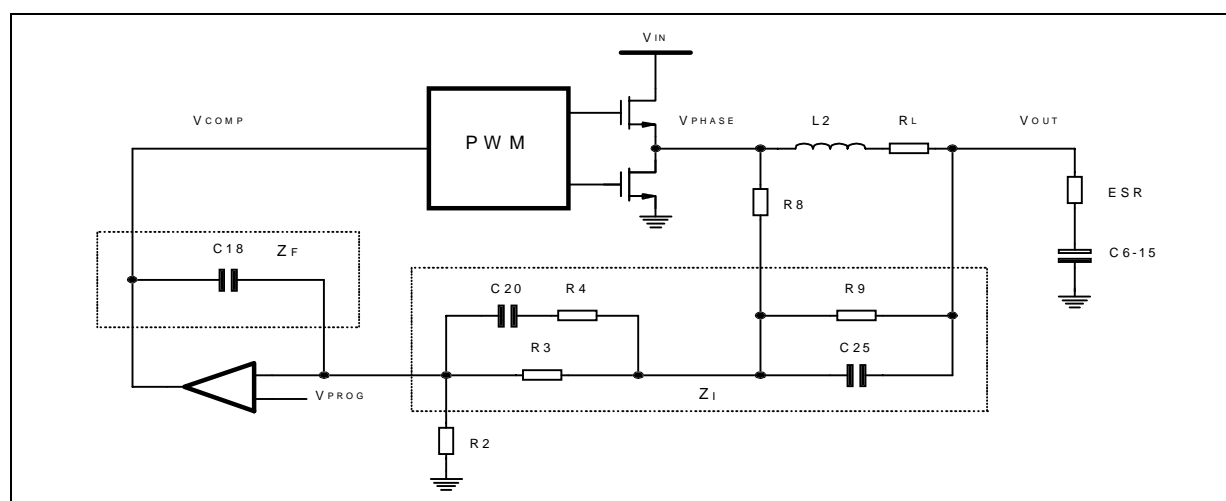 VIN
VCOMP
PWM
VPHASE
L2
RL
VOUT
R8
ESR
C18
ZF
C6-15
C20
R4
R9
R3
C25
VPROG
ZI
R2